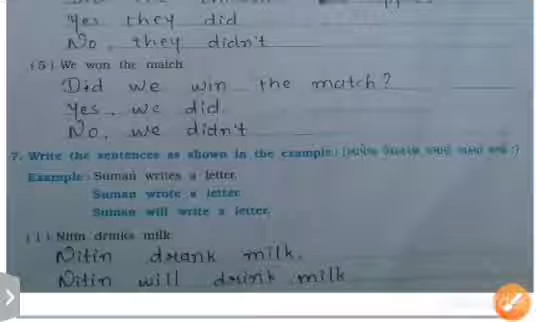 Yes they did
No, they didn't
(5) We won the match
Did we win the match?
Yes, we did.
No, we didn't
7. Write the sentences as shown in the example:
Example: Suman writes a letter.
Suman wrote a letter
Suman will write a letter.
(1) Nitin drinks milk
Nitin drank milk.
Nitin will drink milk